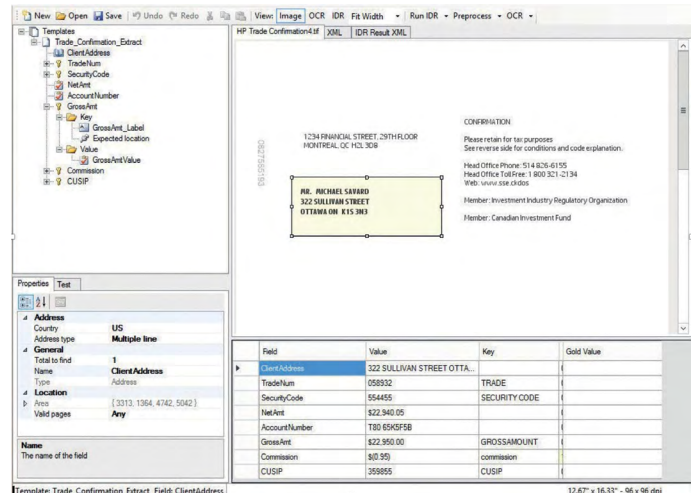 New Open Save Undo Redo View: Image OCR IDR Fit Width Run IDR Preprocess OCR
Templates
Trade_Confirmation_Extract
ClientAddress
TradeNum
SecurityCode
NetAmt
AccountNumber
GrossAmt
Key
GrossAmt_Label
Expected location
Value
GrossAmtValue
Commission
CUSIP
HP Trade Confirmation4.tif XML IDR Result XML
0827555193
1234 FINANCIAL STREET, 29TH FLOOR
MONTREAL, QC H2L 3D8
MR. MICHAEL SAVARD
322 SULLIVAN STREET
OTTAWA ON K1S 3N3
CONFIRMATION
Please retain for tax purposes
See reverse side for conditions and code explanation.
Head Office Phone: 514 826-6155
Head Office Toll Free: 1 800 321 -2134
Web: www.sse.ckdos
Member: Investment Industry Regulatory Organization
Member: Canadian Investment Fund
Properties Test
Address
Country US
Address type Multiple line
General
Total to find 1
Name ClientAddress
Type Address
Location
Area { 3313, 1364, 4742, 5042 }
Valid pages Any
Name
The name of the field
Field Value Key Gold Value
ClientAddress 322 SULLIVAN STREET OTTA...
TradeNum 058932 TRADE
SecurityCode 554455 SECURITY CODE
NetAmt $22,940.05
AccountNumber T80 65K5F5B
GrossAmt $22,950.00 GROSSAMOUNT
Commission $(0.95) commission
CUSIP 359855 CUSIP
Template: Trade_Confirmation_Extract Field: ClientAddress 12.67" x 16.33" - 96 x 96 dpi